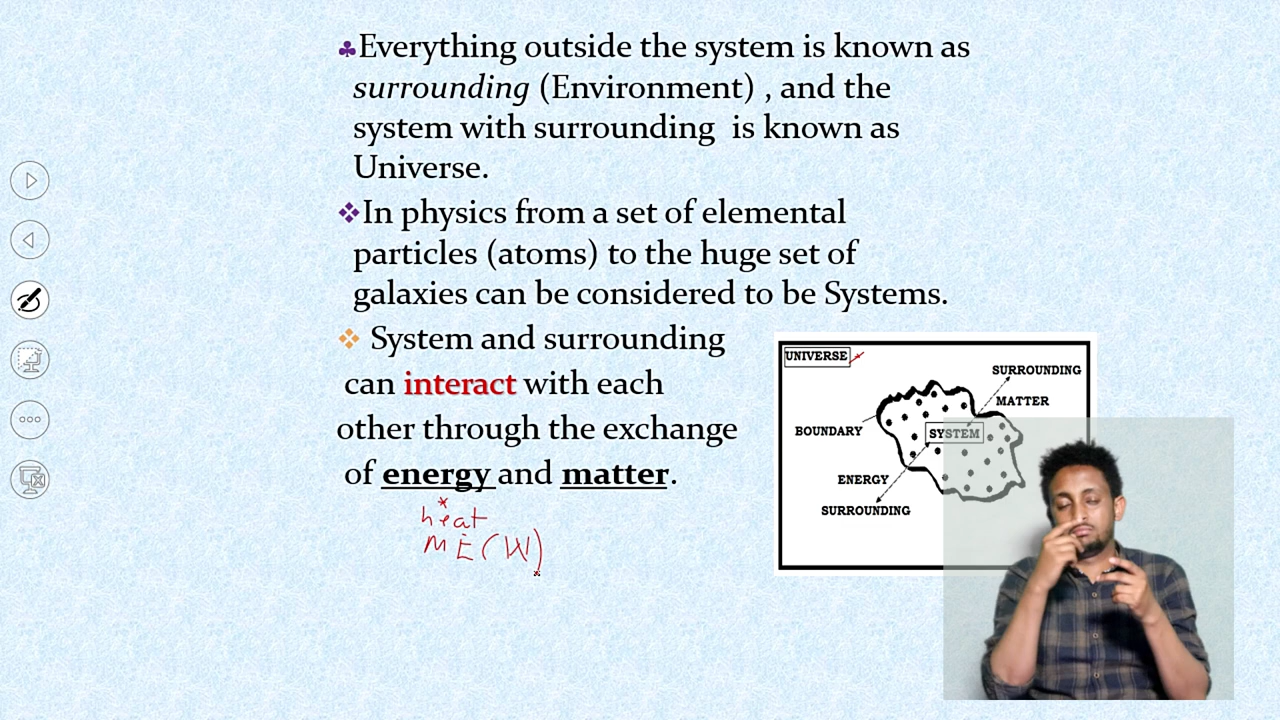 ♣Everything outside the system is known as
surrounding (Environment) , and the
system with surrounding is known as
Universe.
❖In physics from a set of elemental
particles (atoms) to the huge set of
galaxies can be considered to be Systems.
❖ System and surrounding
can interact with each
other through the exchange
of energy and matter.
heat
ME(W)
UNIVERSE
SURROUNDING
MATTER
BOUNDARY
SYSTEM
ENERGY
SURROUNDING